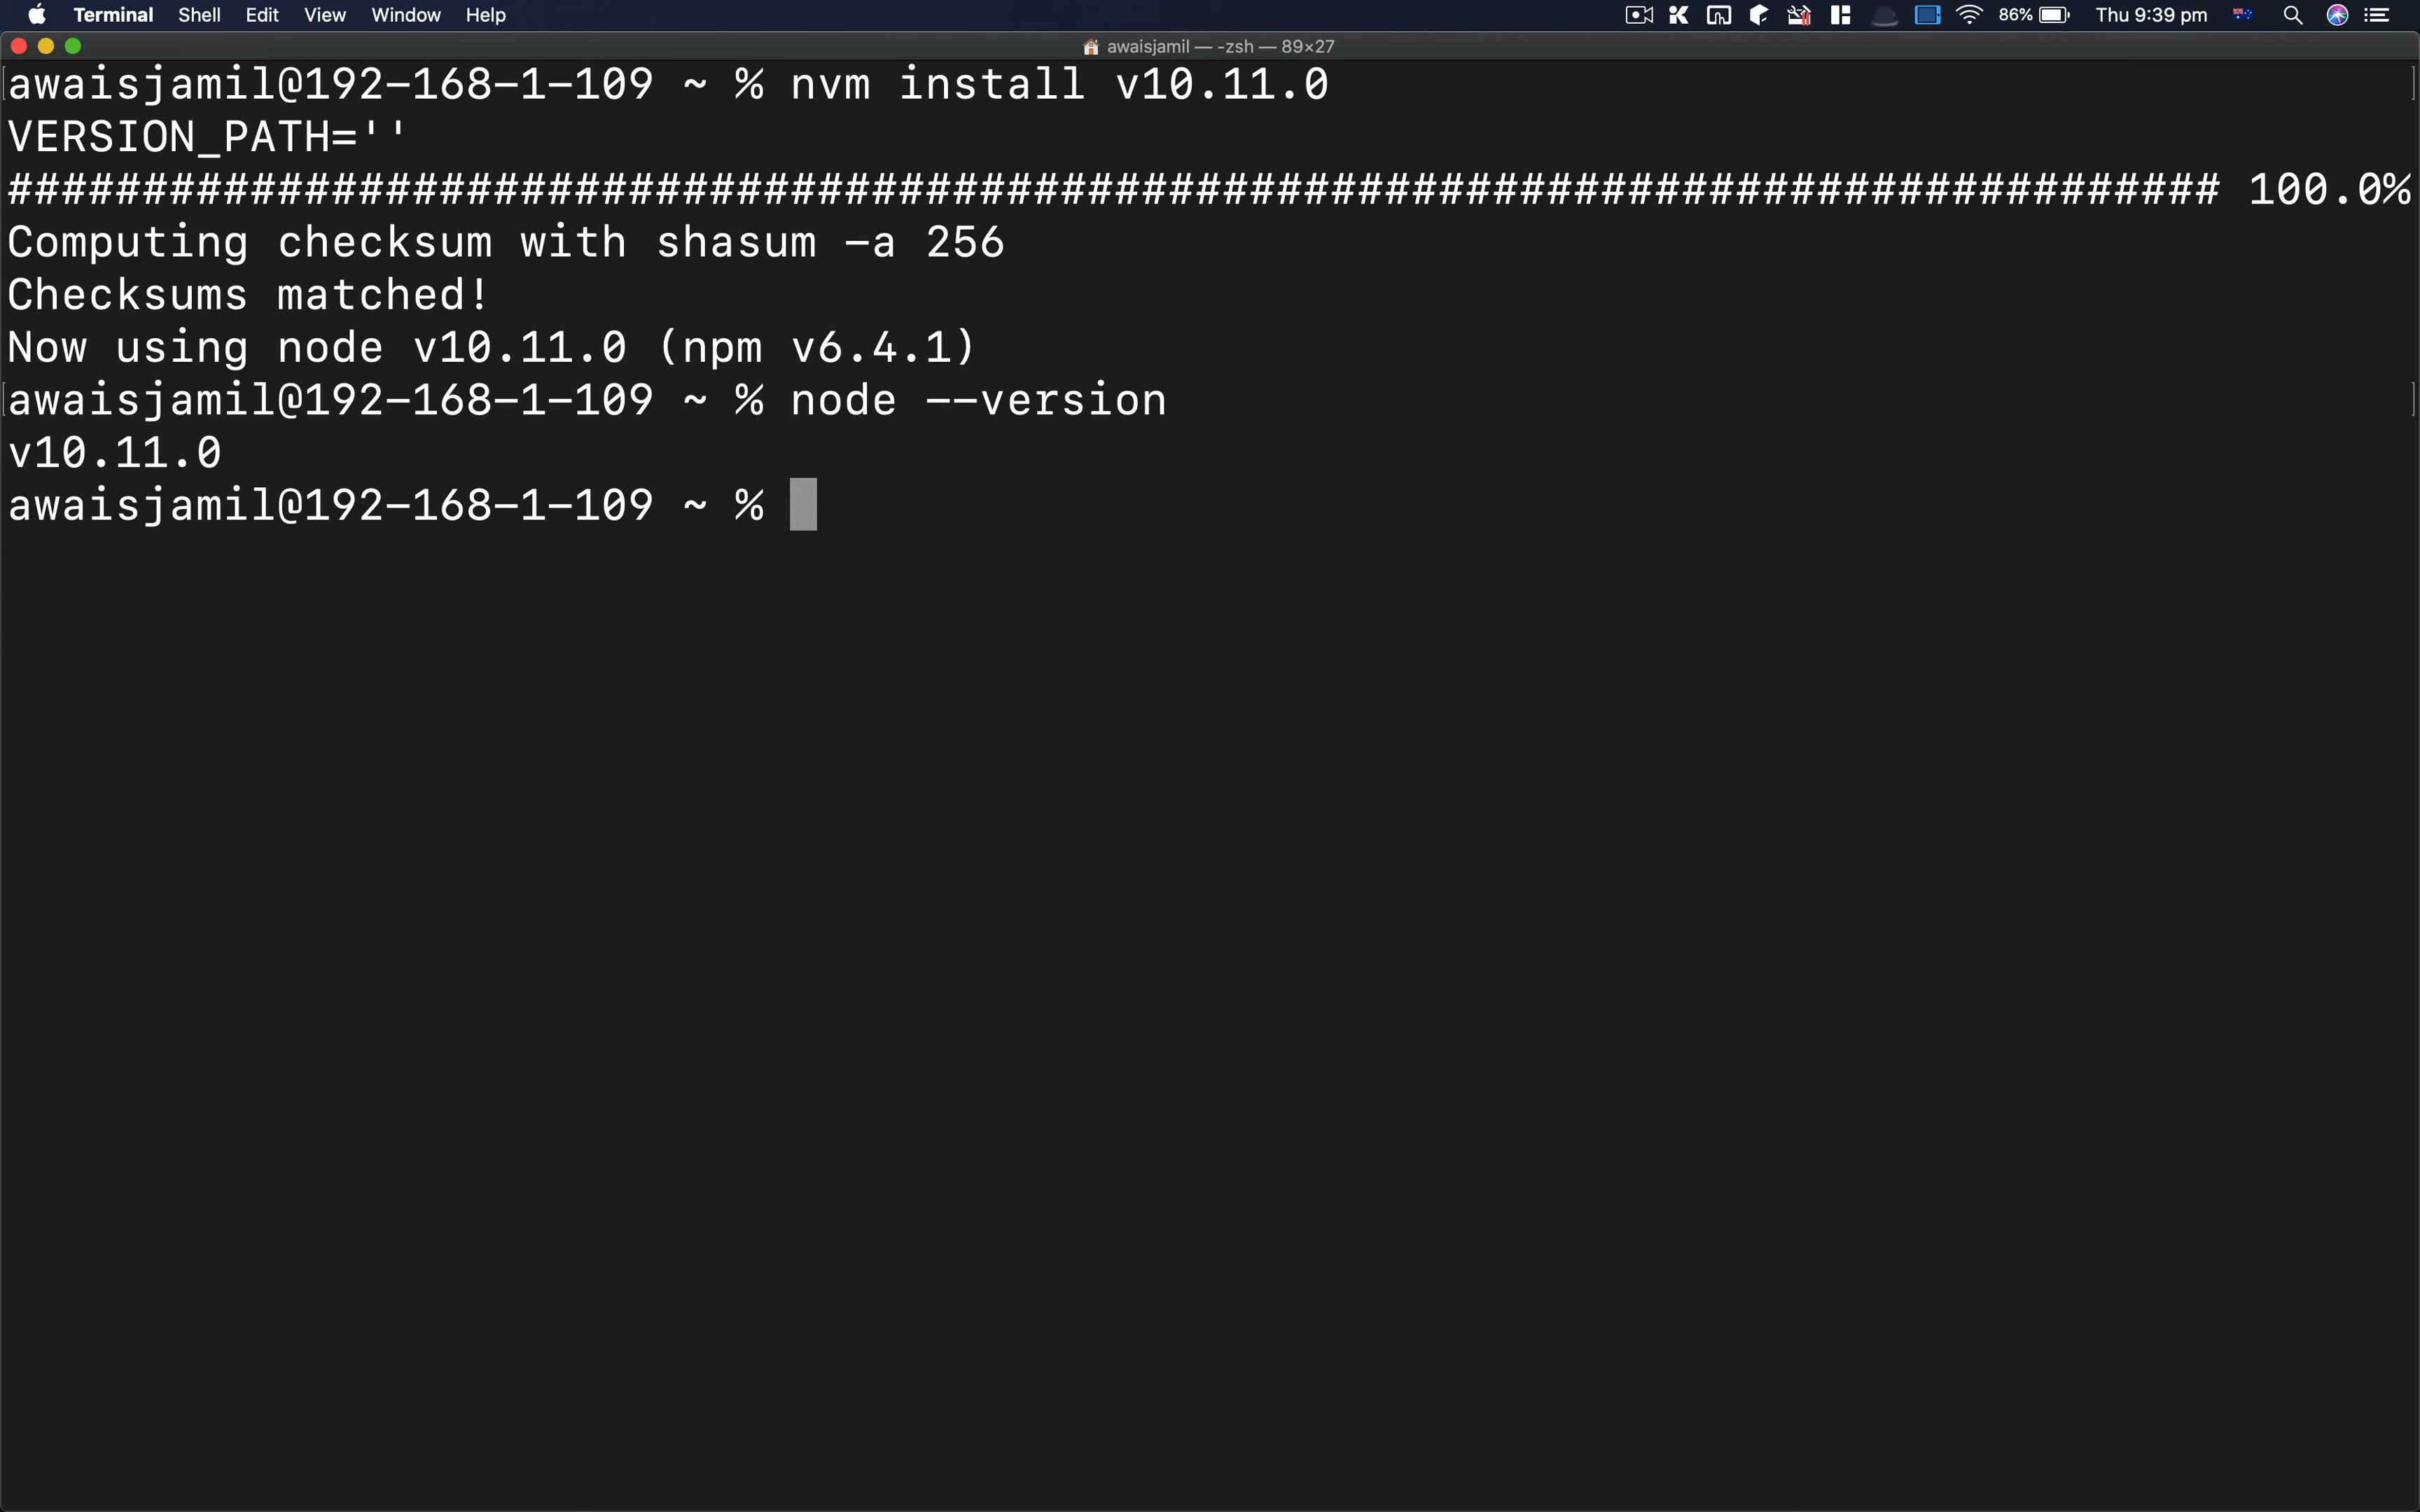 Terminal Shell Edit View Window Help 86% Thu 9:39 pm
awaisjamil — -zsh — 89×27
awaisjamil@192-168-1-109 ~ % nvm install v10.11.0
VERSION_PATH=''
################################################################################## 100.0%
Computing checksum with shasum -a 256
Checksums matched!
Now using node v10.11.0 (npm v6.4.1)
awaisjamil@192-168-1-109 ~ % node --version
v10.11.0
awaisjamil@192-168-1-109 ~ %